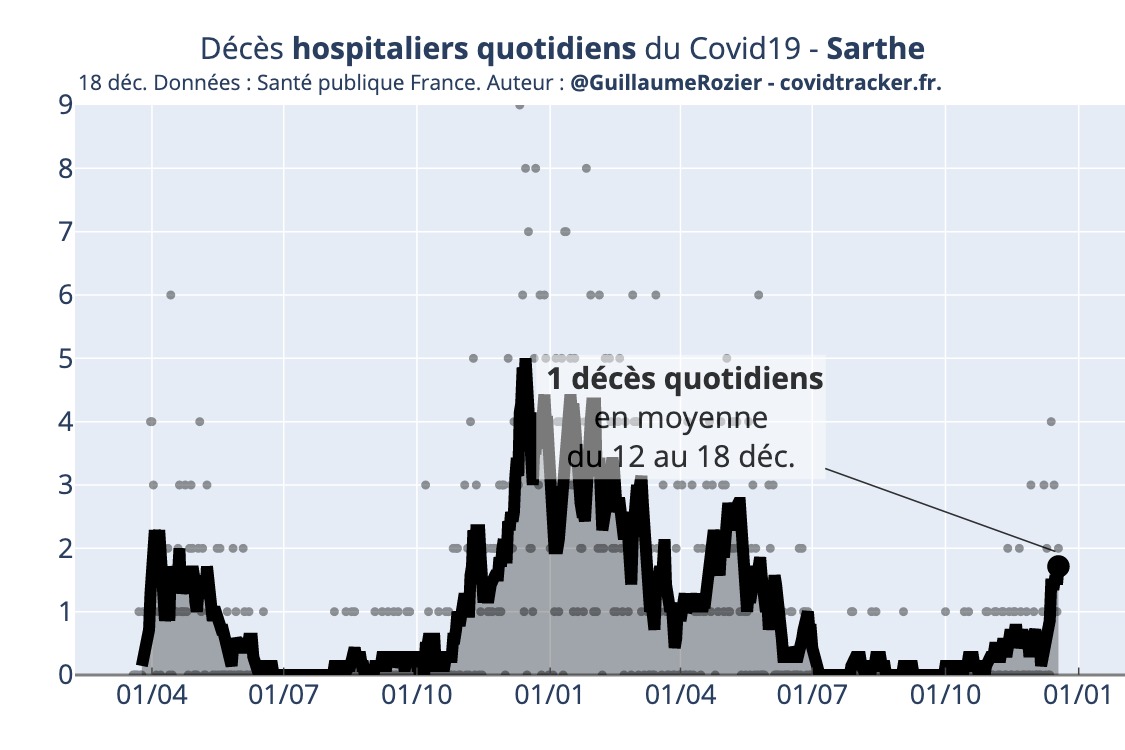 Décès hospitaliers quotidiens du Covid19 - Sarthe
18 déc. Données : Santé publique France. Auteur : @GuillaumeRozier - covidtracker.fr.
9
8
7
6
5
4
3
2
1
0
1 décès quotidiens
en moyenne
du 12 au 18 déc.
01/04 01/07 01/10 01/01 01/04 01/07 01/10 01/01